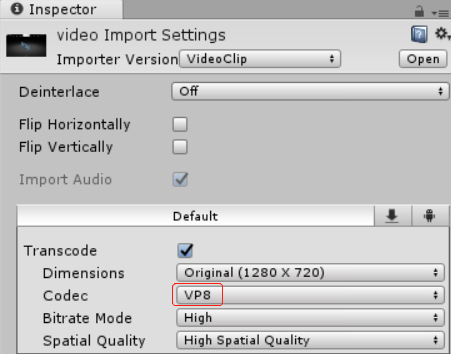 Inspector
video Import Settings
Open
Importer Version VideoClip
Deinterlace Off
Flip Horizontally
Flip Vertically
Import Audio
Default
Transcode
Dimensions Original (1280 X 720)
Codec VP8
Bitrate Mode High
Spatial Quality High Spatial Quality